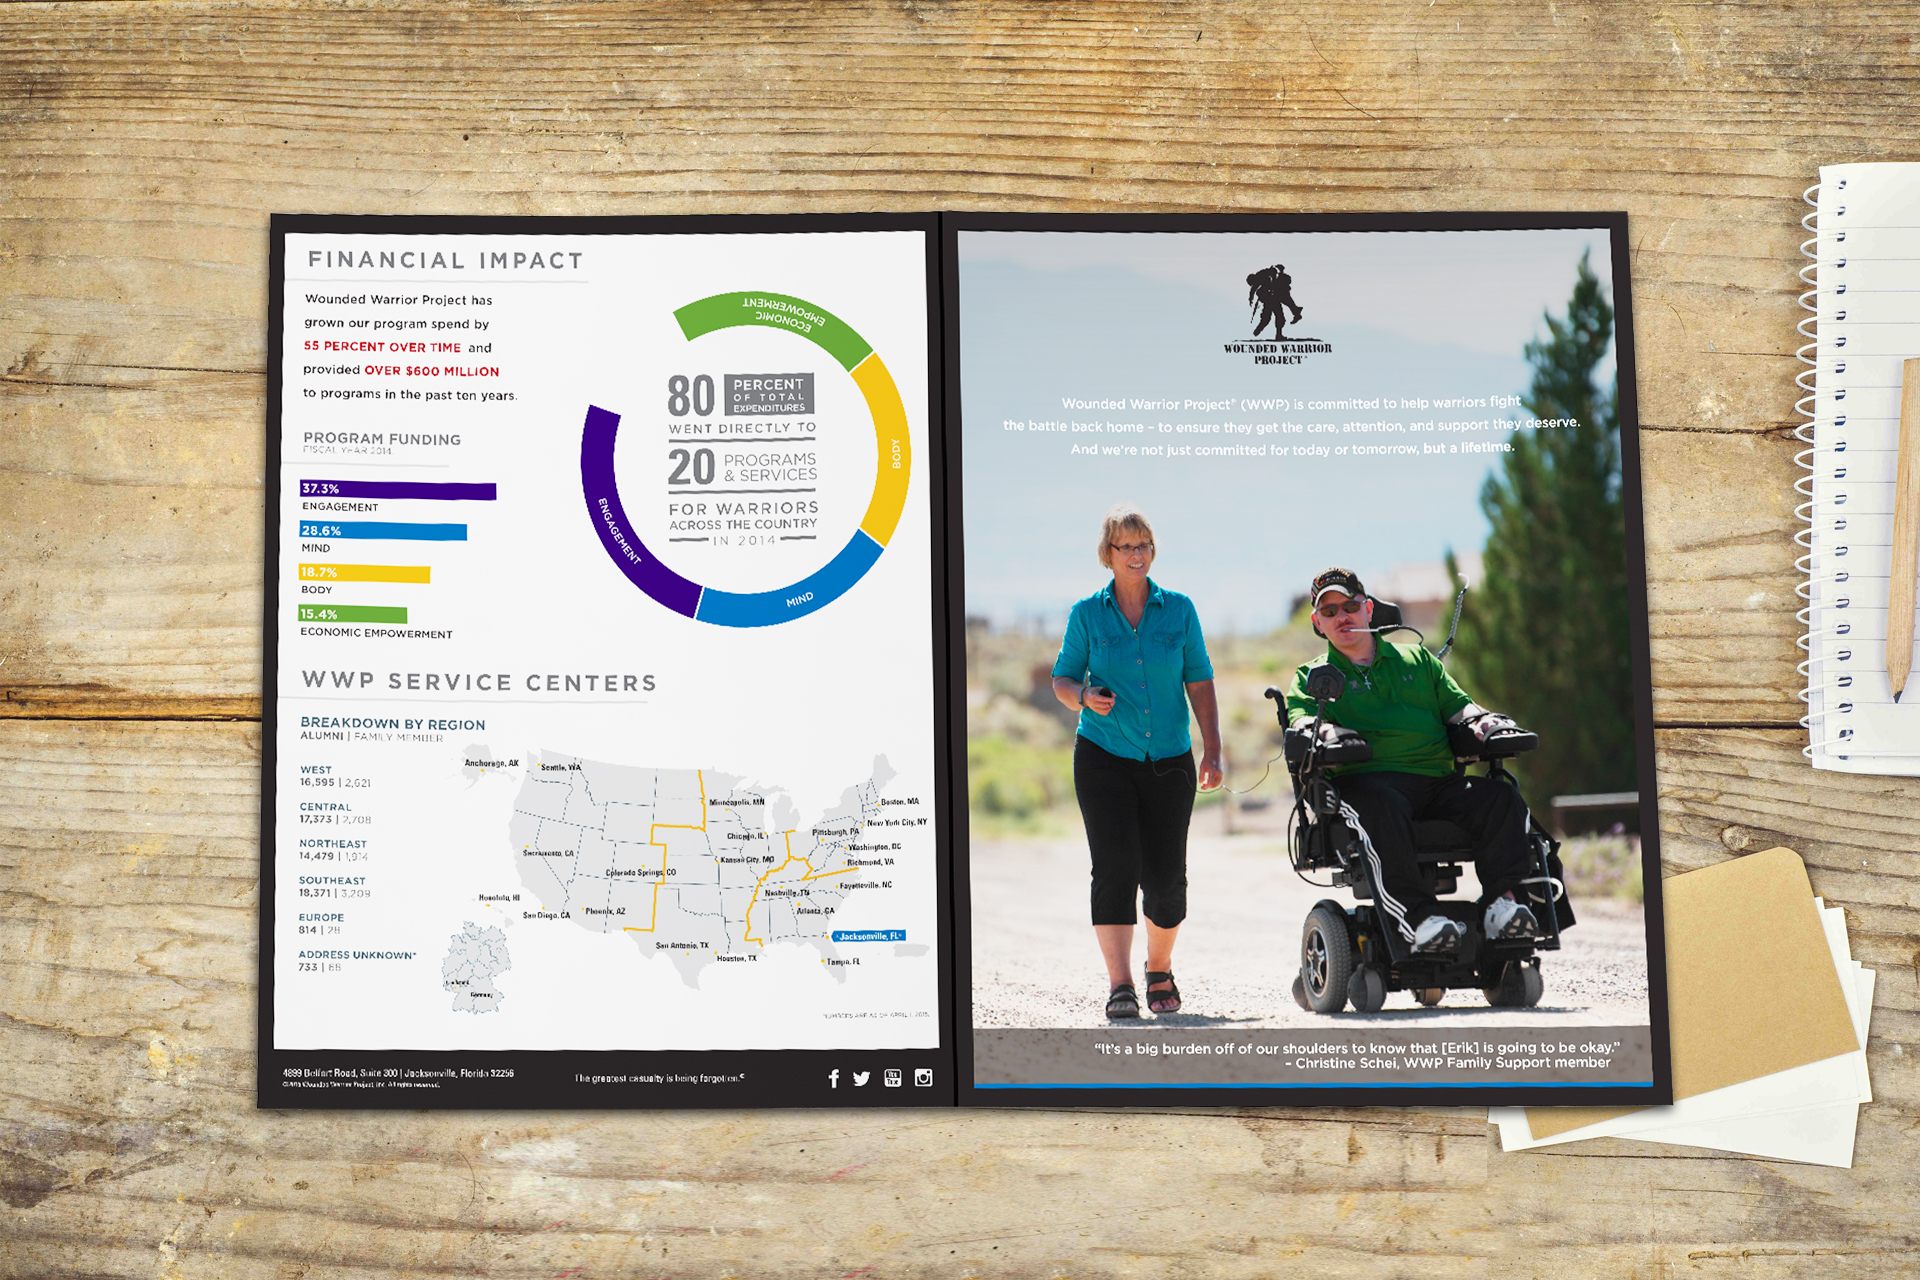 FINANCIAL IMPACT
Wounded Warrior Project has
grown our program spend by
55 PERCENT OVER TIME and
provided OVER $600 MILLION
to programs in the past ten years.
PROGRAM FUNDING
FISCAL YEAR 2014
37.3%
ENGAGEMENT
28.6%
MIND
18.7%
BODY
15.4%
ECONOMIC EMPOWERMENT
ECONOMIC
EMPOWERMENT
BODY
MIND
ENGAGEMENT
80 PERCENT
OF TOTAL
EXPENDITURES
WENT DIRECTLY TO
20 PROGRAMS
& SERVICES
FOR WARRIORS
ACROSS THE COUNTRY
IN 2014
WWP SERVICE CENTERS
BREAKDOWN BY REGION
ALUMNI | FAMILY MEMBER
WEST
16,595 | 2,621
CENTRAL
17,373 | 2,708
NORTHEAST
14,479 | 1,914
SOUTHEAST
18,371 | 3,209
EUROPE
814 | 28
ADDRESS UNKNOWN*
733 | 68
Anchorage, AK
Seattle, WA
Minneapolis, MN
Boston, MA
New York City, NY
Chicago, IL
Pittsburgh, PA
Washington, DC
Sacramento, CA
Kansas City, MO
Richmond, VA
Colorado Springs, CO
Fayetteville, NC
Nashville, TN
Honolulu, HI
San Diego, CA
Phoenix, AZ
Atlanta, GA
Jacksonville, FL*
San Antonio, TX
Houston, TX
Tampa, FL
Germany
NUMBERS ARE AS OF APRIL 1, 2015.
4899 Belfort Road, Suite 300 | Jacksonville, Florida 32256
©2015 Wounded Warrior Project, Inc. All rights reserved.
The greatest casualty is being forgotten.®
You
Tube
WOUNDED WARRIOR
PROJECT®
Wounded Warrior Project® (WWP) is committed to help warriors fight
the battle back home – to ensure they get the care, attention, and support they deserve.
And we're not just committed for today or tomorrow, but a lifetime.
“It's a big burden off of our shoulders to know that [Erik] is going to be okay.”
– Christine Schei, WWP Family Support member